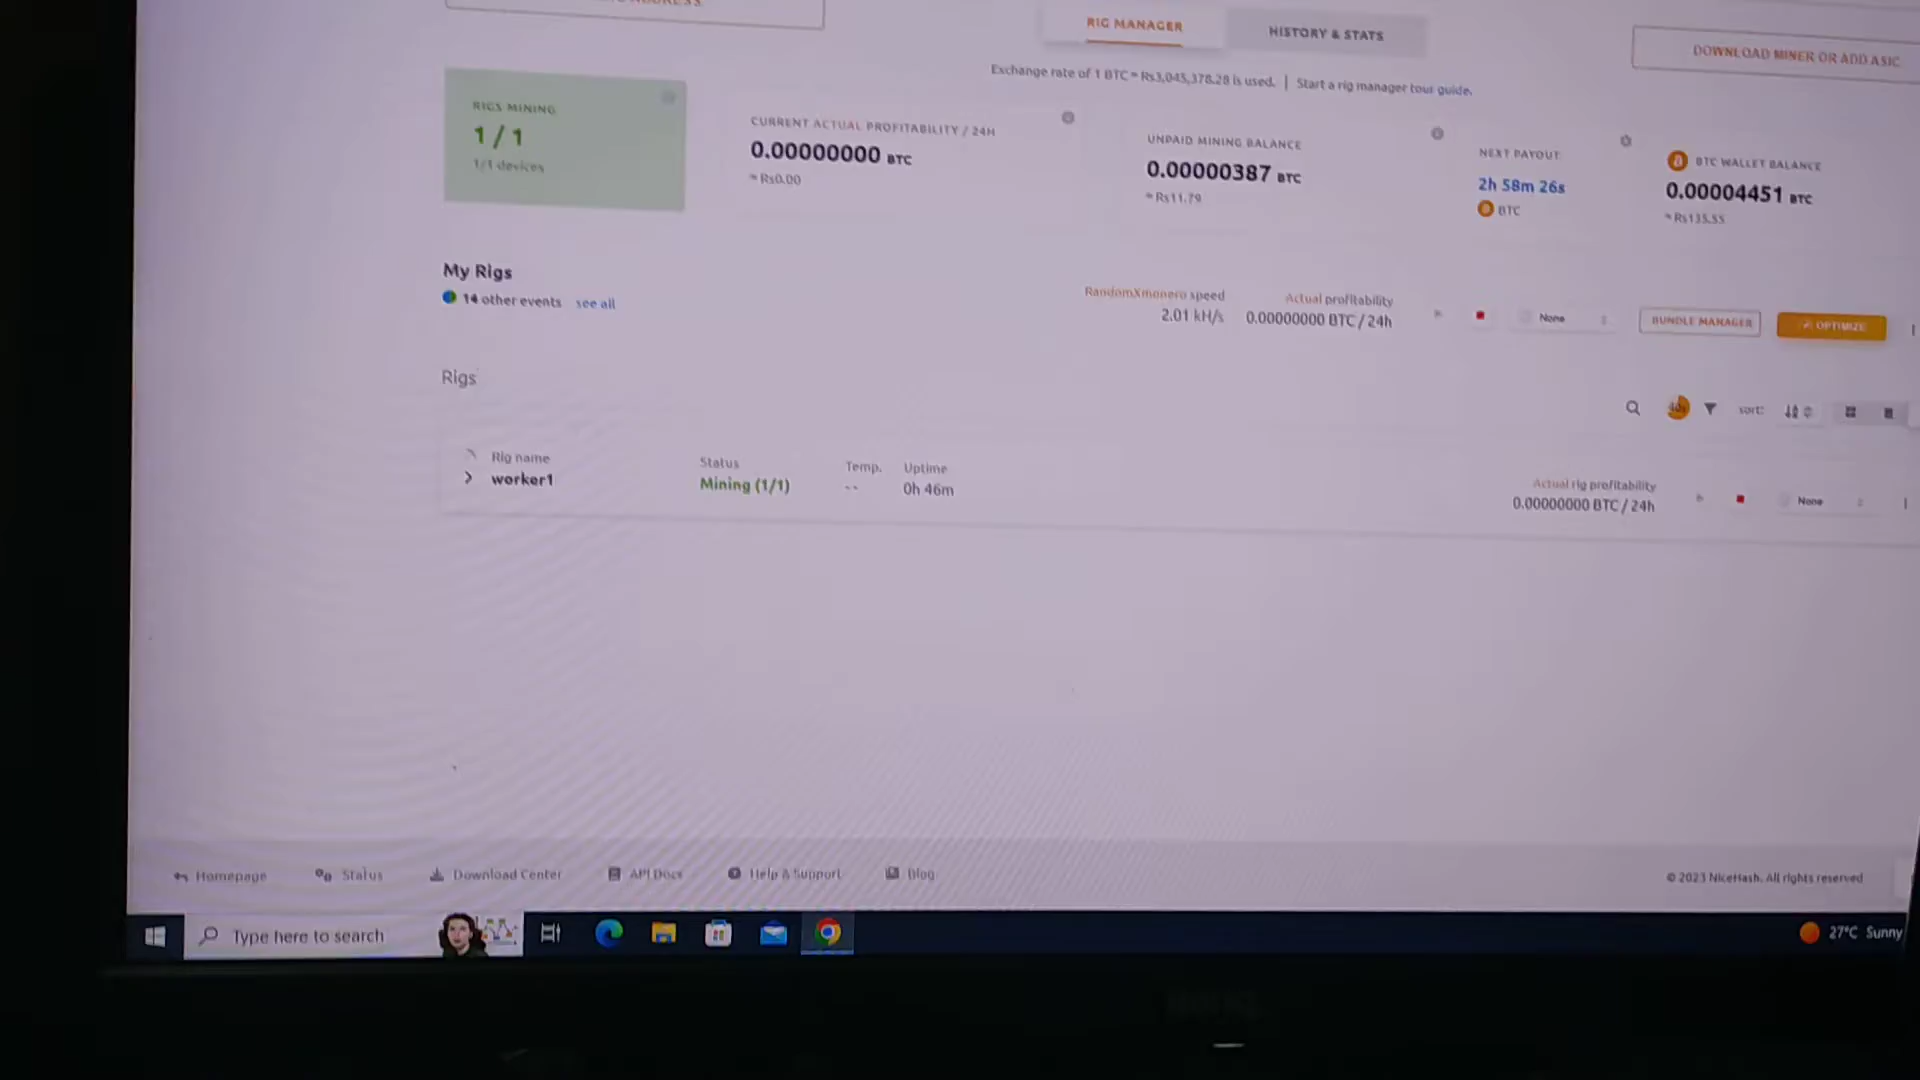 RIG MANAGER
HISTORY & STATS
DOWNLOAD MINER OR ADD ASIC
Exchange rate of 1 BTC = Rs3,045,378.28 is used. | Start a rig manager tour guide.
RIGS MINING
1 / 1
1/1 devices
CURRENT ACTUAL PROFITABILITY / 24H
0.00000000 BTC
≈ Rs0.00
UNPAID MINING BALANCE
0.00000387 BTC
≈ Rs11.79
NEXT PAYOUT
2h 58m 26s
BTC
BTC WALLET BALANCE
0.00004451 BTC
≈ Rs135.55
My Rigs
14 other events see all
RandomXmonero speed
2.01 kH/s
Actual profitability
0.00000000 BTC / 24h
None
BUNDLE MANAGER
OPTIMIZE
Rigs
sort:
Rig name
worker1
Status
Mining (1/1)
Temp.
--
Uptime
0h 46m
Actual rig profitability
0.00000000 BTC / 24h
None
Homepage
Status
Download Center
API Docs
Help & Support
Blog
© 2023 NiceHash. All rights reserved
Type here to search
27°C Sunny